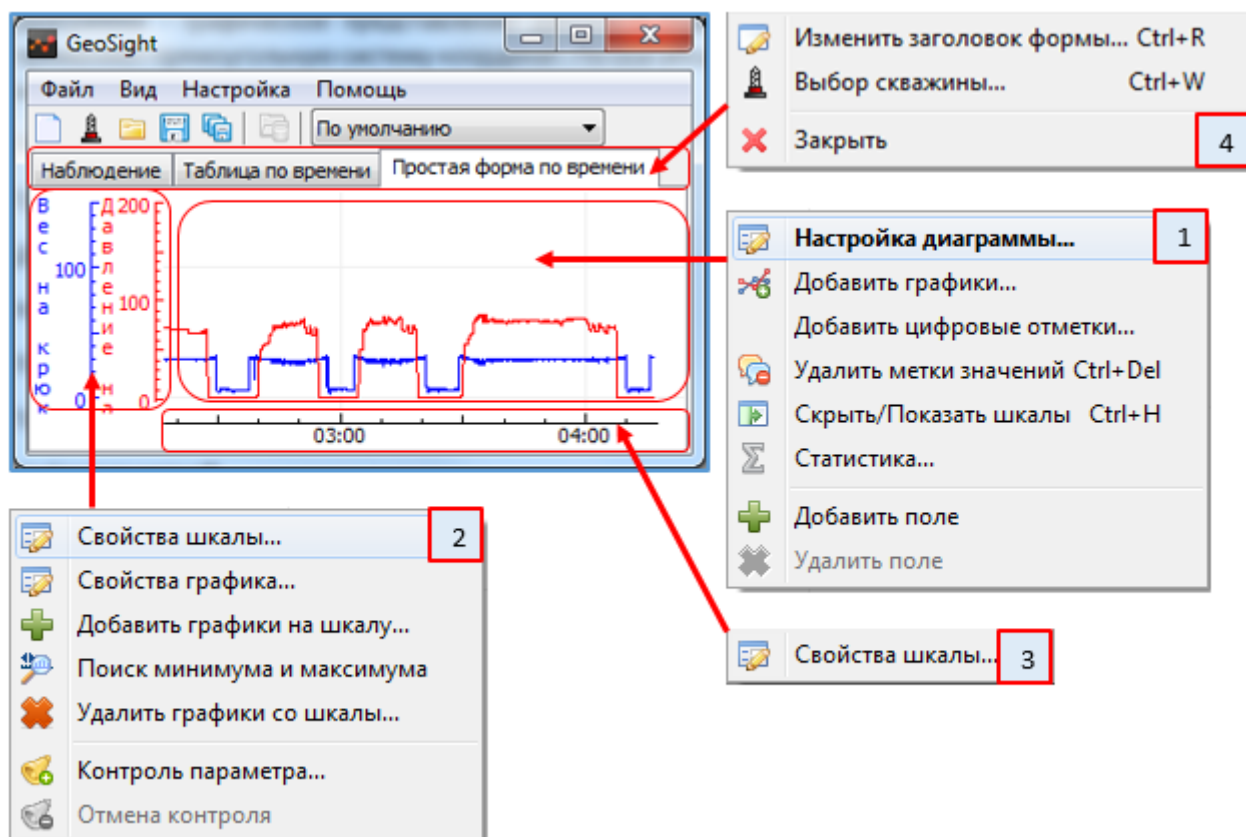 GeoSight
Файл Вид Настройка Помощь
По умолчанию
Наблюдение Таблица по времени Простая форма по времени
Вес на крюк
100
0
Давление на
200
100
0
03:00 04:00
Изменить заголовок формы... Ctrl+R
Выбор скважины... Ctrl+W
Закрыть
4
Настройка диаграммы... 1
Добавить графики...
Добавить цифровые отметки...
Удалить метки значений Ctrl+Del
Скрыть/Показать шкалы Ctrl+H
Статистика...
Добавить поле
Удалить поле
Свойства шкалы... 2
Свойства графика...
Добавить графики на шкалу...
Поиск минимума и максимума
Удалить графики со шкалы...
Контроль параметра...
Отмена контроля
Свойства шкалы... 3